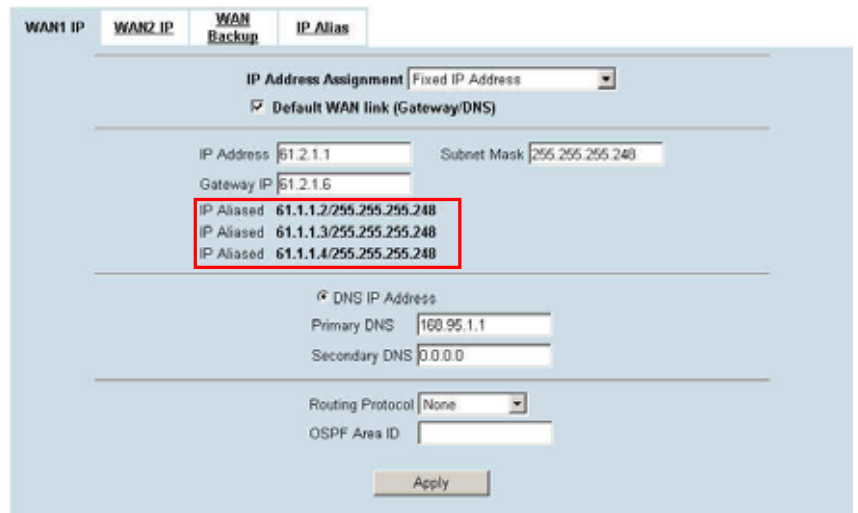 WAN1 IP WAN2 IP WAN Backup IP Alias
IP Address Assignment Fixed IP Address
Default WAN link (Gateway/DNS)
IP Address 61.2.1.1 Subnet Mask 255.255.255.248
Gateway IP 61.2.1.6
IP Aliased 61.1.1.2/255.255.255.248
IP Aliased 61.1.1.3/255.255.255.248
IP Aliased 61.1.1.4/255.255.255.248
DNS IP Address
Primary DNS 168.95.1.1
Secondary DNS 0.0.0.0
Routing Protocol None
OSPF Area ID
Apply